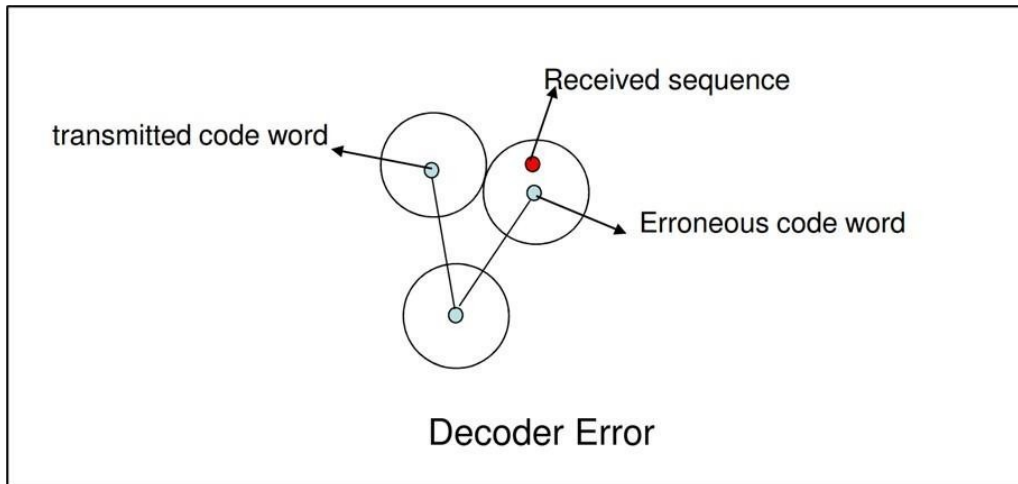 Received sequence
transmitted code word
Erroneous code word
Decoder Error